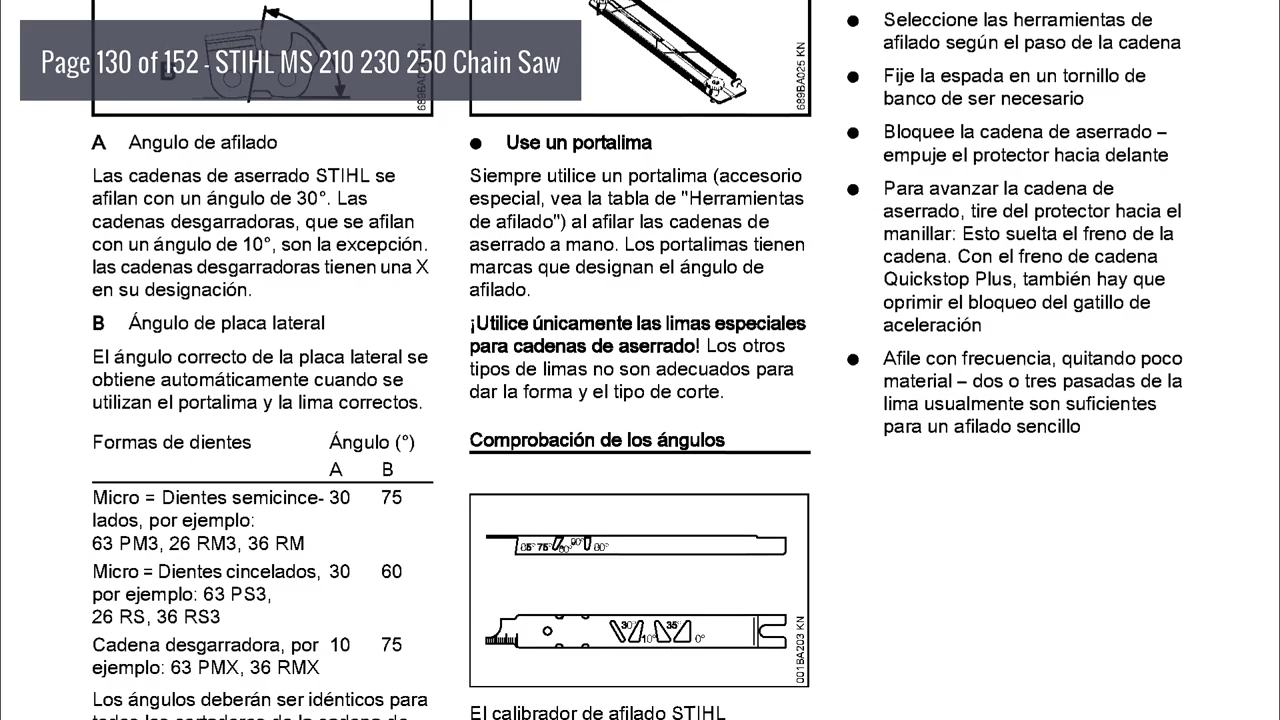 Page 130 of 152 - STIHL MS 210 230 250 Chain Saw
689BA0
KN
A Angulo de afilado
Las cadenas de aserrado STIHL se
afilan con un ángulo de 30°. Las
cadenas desgarradoras, que se afilan
con un ángulo de 10°, son la excepción.
las cadenas desgarradoras tienen una X
en su designación.
B Ángulo de placa lateral
El ángulo correcto de la placa lateral se
obtiene automáticamente cuando se
utilizan el portalima y la lima correctos.
Formas de dientes Ángulo (°)
A B
Micro = Dientes semicince- 30 75
lados, por ejemplo:
63 PM3, 26 RM3, 36 RM
Micro = Dientes cincelados, 30 60
por ejemplo: 63 PS3,
26 RS, 36 RS3
Cadena desgarradora, por 10 75
ejemplo: 63 PMX, 36 RMX
Los ángulos deberán ser idénticos para
689BA025 KN
● Use un portalima
Siempre utilice un portalima (accesorio
especial, vea la tabla de "Herramientas
de afilado") al afilar las cadenas de
aserrado a mano. Los portalimas tienen
marcas que designan el ángulo de
afilado.
¡Utilice únicamente las limas especiales
para cadenas de aserrado! Los otros
tipos de limas no son adecuados para
dar la forma y el tipo de corte.
Comprobación de los ángulos
75°
30° 10° 35° 0°
001BA203 KN
El calibrador de afilado STIHL
● Seleccione las herramientas de
afilado según el paso de la cadena
● Fije la espada en un tornillo de
banco de ser necesario
● Bloquee la cadena de aserrado –
empuje el protector hacia delante
● Para avanzar la cadena de
aserrado, tire del protector hacia el
manillar: Esto suelta el freno de la
cadena. Con el freno de cadena
Quickstop Plus, también hay que
oprimir el bloqueo del gatillo de
aceleración
● Afile con frecuencia, quitando poco
material – dos o tres pasadas de la
lima usualmente son suficientes
para un afilado sencillo